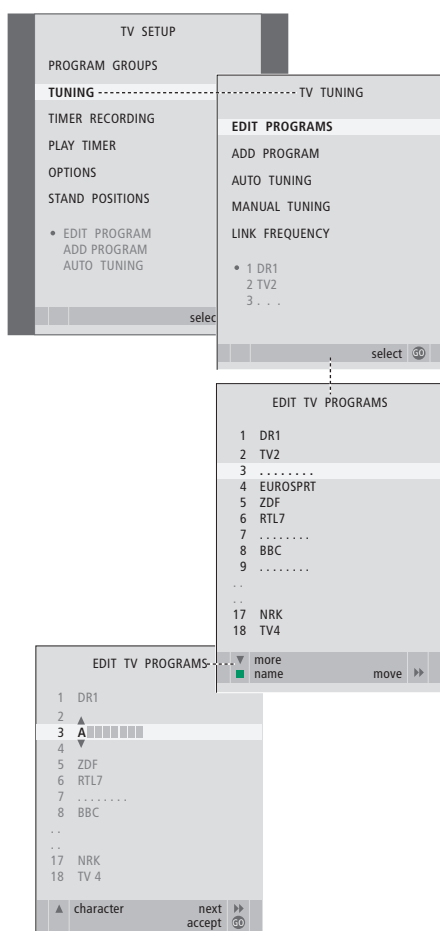 TV SETUP
PROGRAM GROUPS
TUNING
TIMER RECORDING
PLAY TIMER
OPTIONS
STAND POSITIONS
• EDIT PROGRAM
ADD PROGRAM
AUTO TUNING
selec
TV TUNING
EDIT PROGRAMS
ADD PROGRAM
AUTO TUNING
MANUAL TUNING
LINK FREQUENCY
• 1 DR1
2 TV2
3 . . .
select GO
EDIT TV PROGRAMS
1 DR1
2 TV2
3 . . . . . . . .
4 EUROSPRT
5 ZDF
6 RTL7
7 . . . . . . . .
8 BBC
9 . . . . . . . .
. .
. .
17 NRK
18 TV4
▼ more
name move ▶▶
EDIT TV PROGRAMS
1 DR1
2
3 A
4
5 ZDF
6 RTL7
7 . . . . . . . .
8 BBC
. .
. .
17 NRK
18 TV 4
▲ character next ▶▶
accept GO